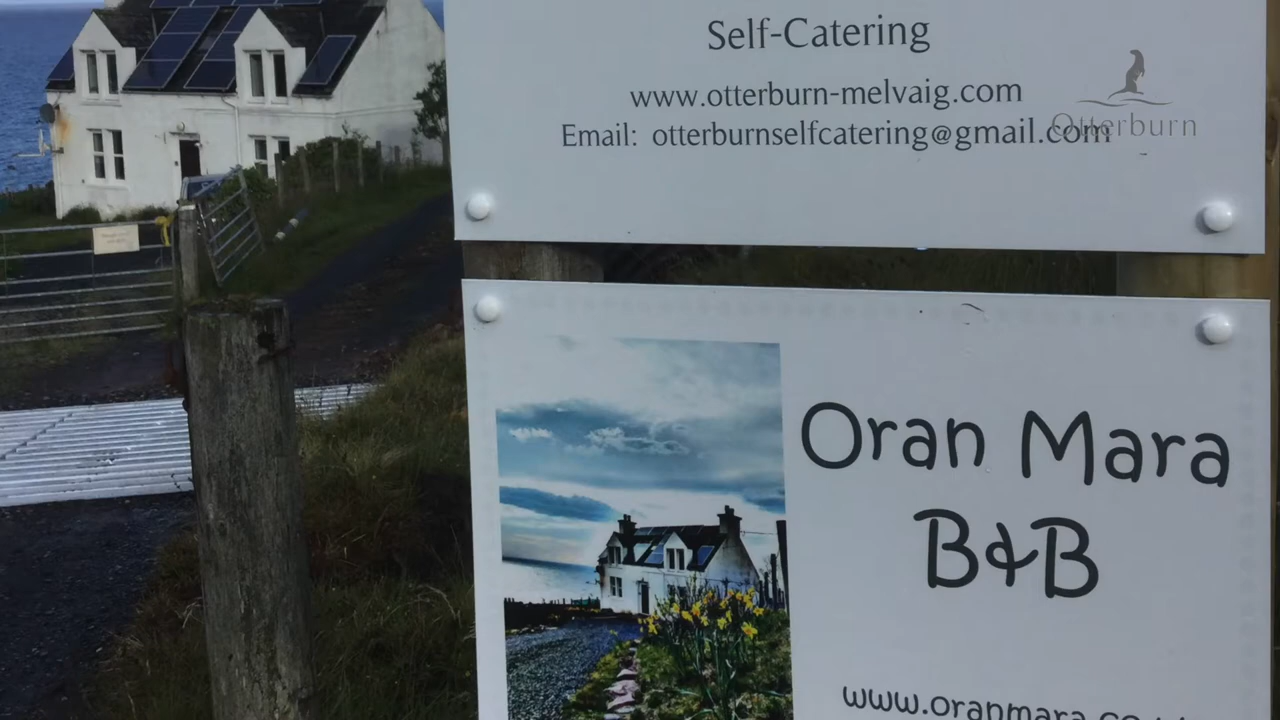 Self-Catering
www.otterburn-melvaig.com
Email: otterburnselfcatering@gmail.com
Otterburn
Oran Mara
B&B